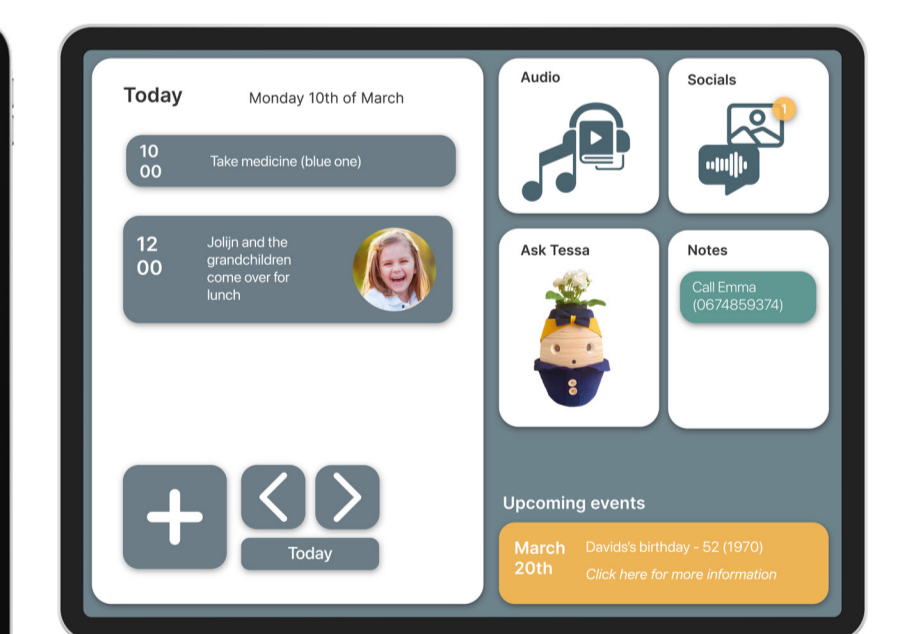 Today
Monday 10th of March
10
00
Take medicine (blue one)
12
00
Jolijn and the
grandchildren
come over for
lunch
Today
Audio
Socials
1
Ask Tessa
Notes
Call Emma
(0674859374)
Upcoming events
March
20th
Davids's birthday - 52 (1970)
Click here for more information